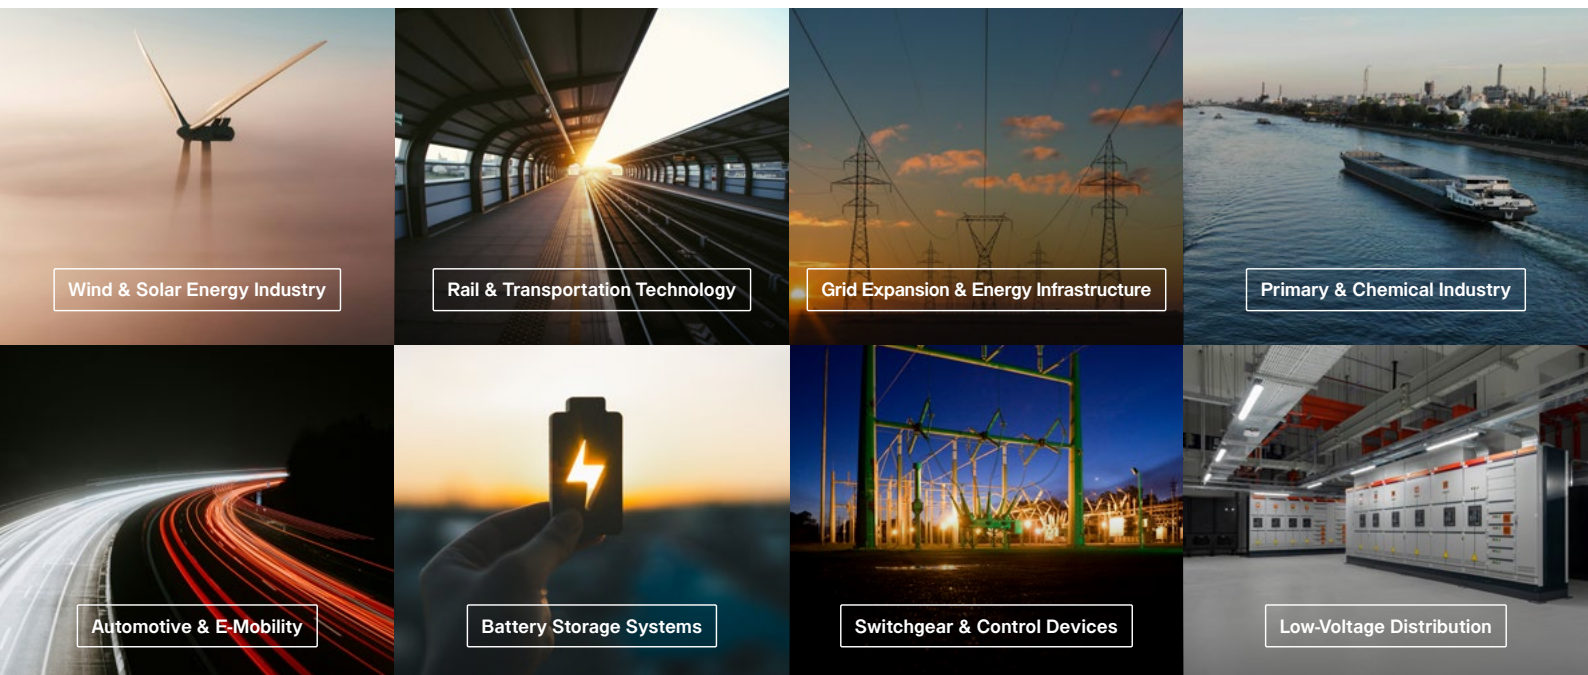 Wind & Solar Energy Industry
Rail & Transportation Technology
Grid Expansion & Energy Infrastructure
Primary & Chemical Industry
Automotive & E-Mobility
Battery Storage Systems
Switchgear & Control Devices
Low-Voltage Distribution